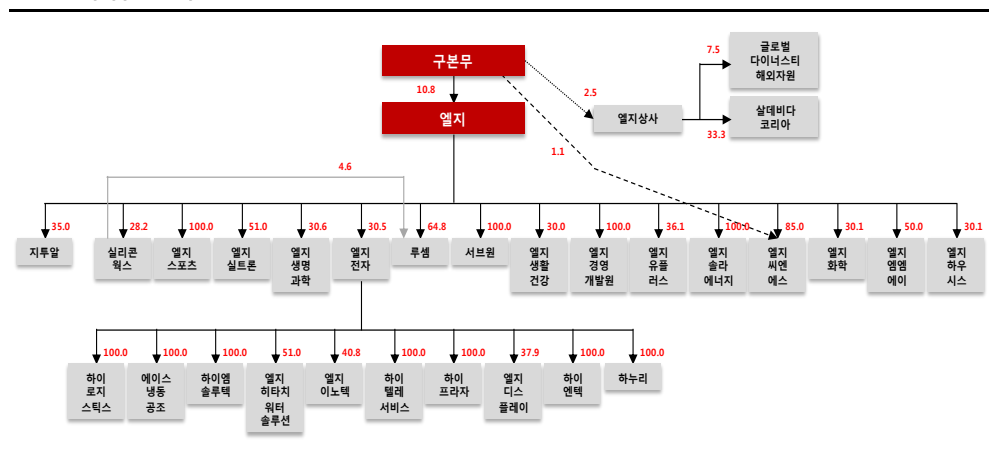 구본무
10.8
엘지
2.5
엘지상사
7.5
글로벌
다이너스티
해외자원
33.3
살데비다
코리아
1.1
4.6
35.0
지투알
28.2
실리콘
웍스
100.0
엘지
스포츠
51.0
엘지
실트론
30.6
엘지
생명
과학
30.5
엘지
전자
64.8
루셈
100.0
서브원
30.0
엘지
생활
건강
100.0
엘지
경영
개발원
36.1
엘지
유플
러스
100.0
엘지
솔라
에너지
85.0
엘지
씨엔
에스
30.1
엘지
화학
50.0
엘지
엠엠
에이
30.1
엘지
하우
시스
100.0
하이
로지
스틱스
100.0
에이스
냉동
공조
100.0
하이엠
솔루텍
51.0
엘지
히타치
워터
솔루션
40.8
엘지
이노텍
100.0
하이
텔레
서비스
100.0
하이
프라자
37.9
엘지
디스
플레이
100.0
하이
엔텍
100.0
하누리